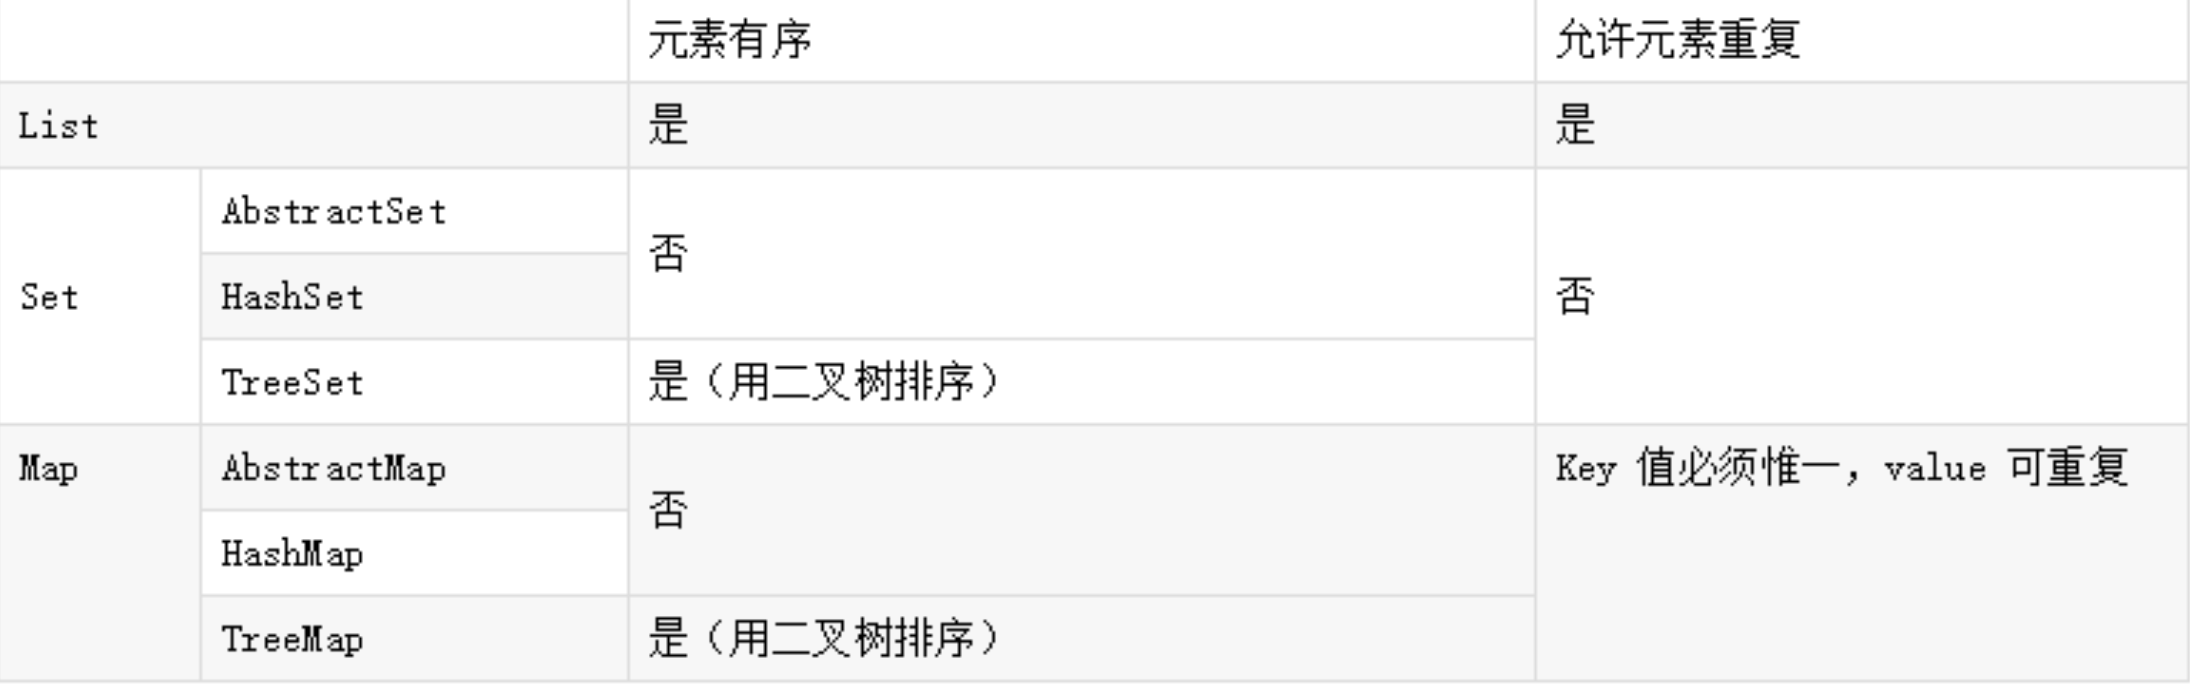 元素有序 允许元素重复
List 是 是
AbstractSet
否
Set HashSet 否
TreeSet 是（用二叉树排序）
Map AbstractMap Key 值必须惟一，value 可重复
否
HashMap
TreeMap 是（用二叉树排序）